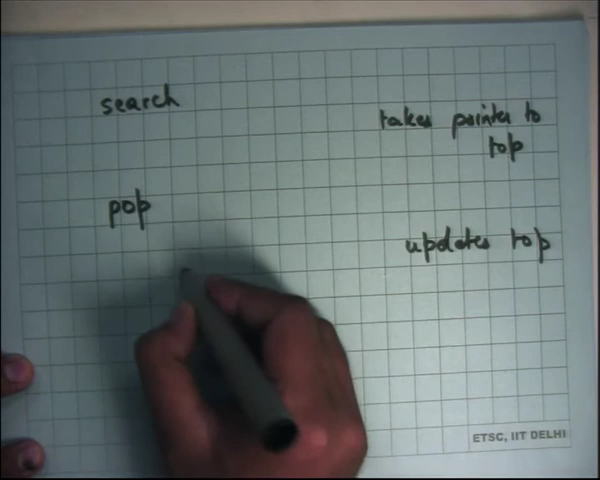 search
takes pointer to
top
pop
updates top
ETSC, IIT DELHI